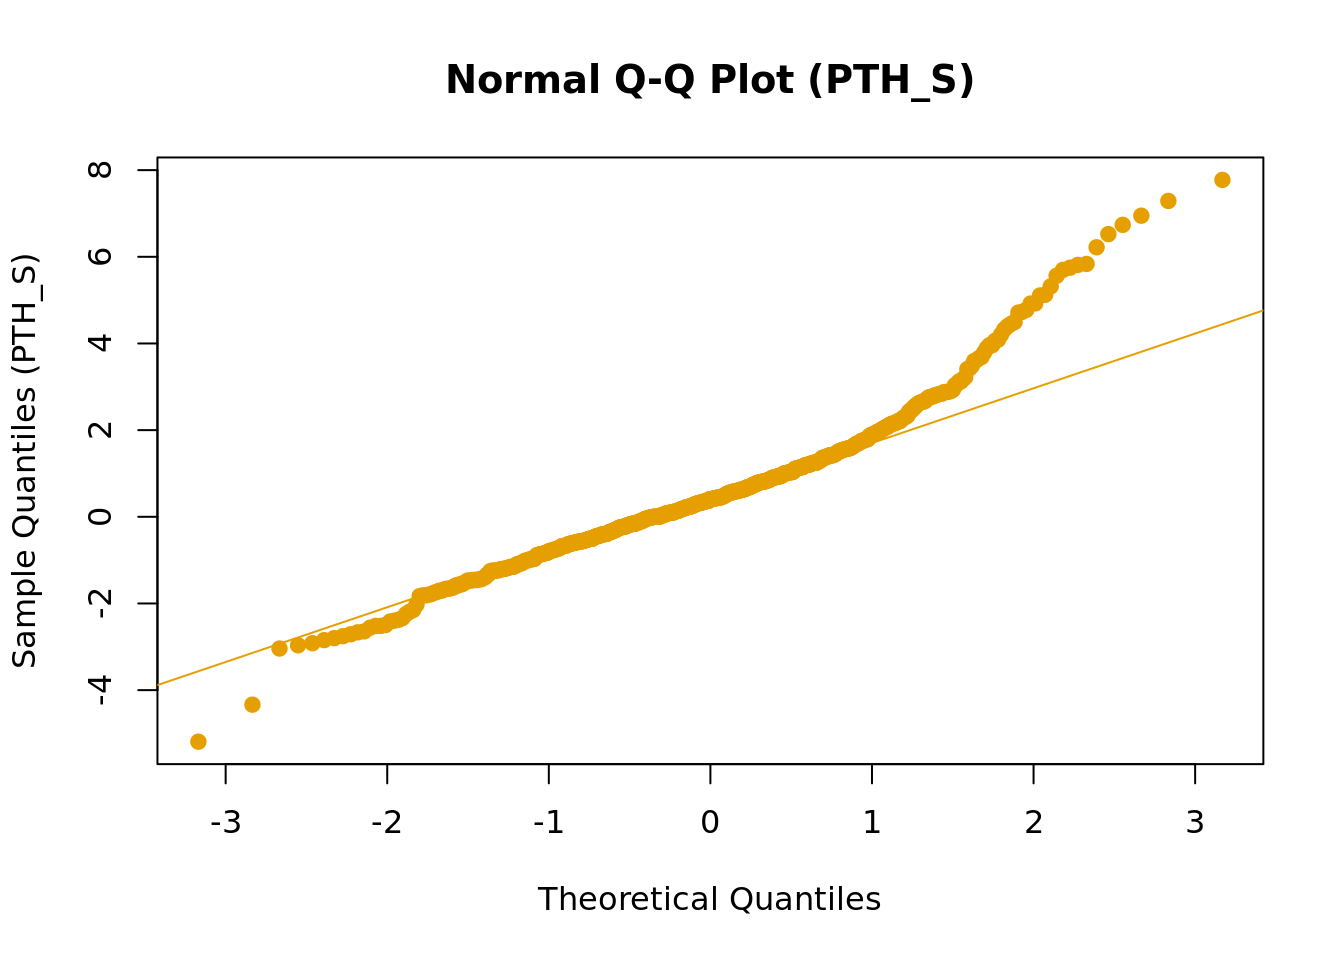 Normal Q-Q Plot (PTH_S)
Sample Quantiles (PTH_S)
8
6
4
2
0
-2
-4
-3 -2 -1 0 1 2 3
Theoretical Quantiles